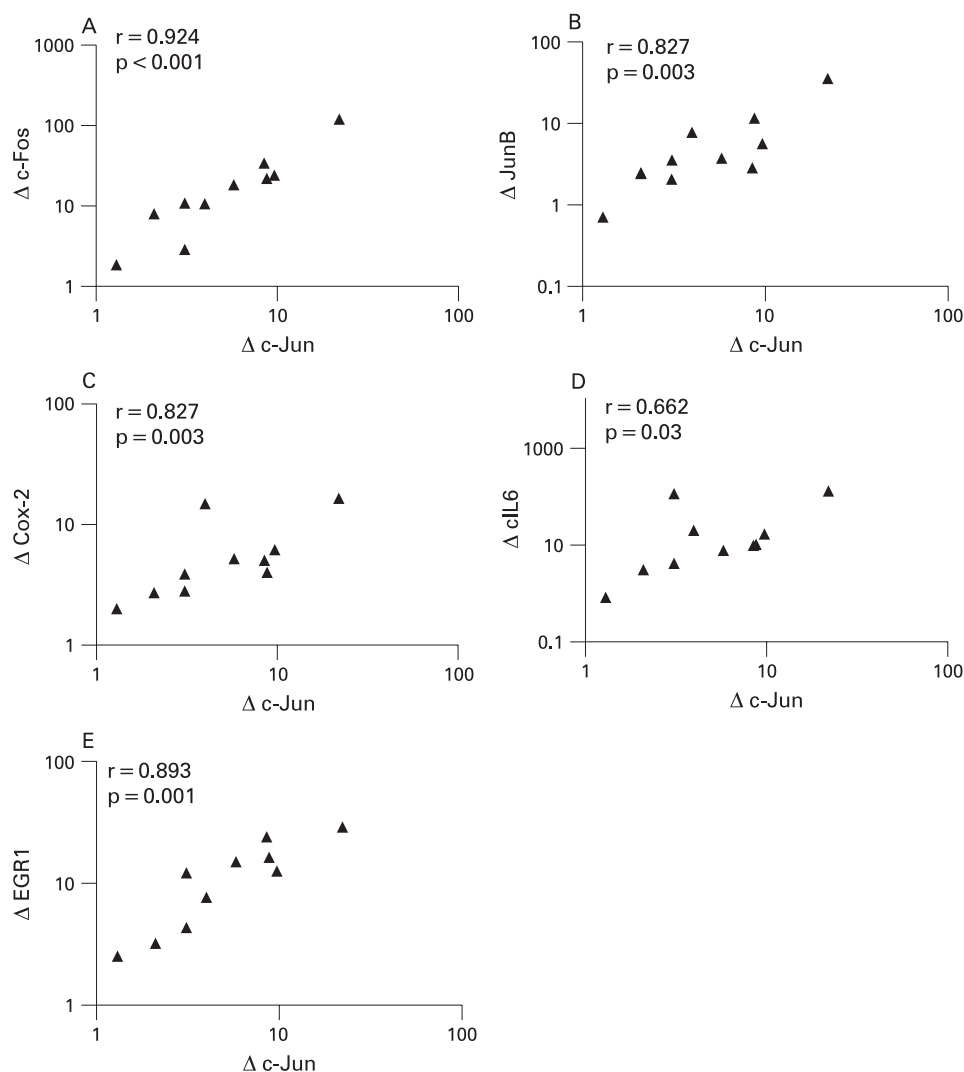 A
r = 0.924
p < 0.001
1000
100
10
1
1
10
100
Δ c-Fos
Δ c-Jun
B
r = 0.827
p = 0.003
100
10
1
0.1
1
10
100
Δ JunB
Δ c-Jun
C
r = 0.827
p = 0.003
100
10
1
1
10
100
Δ Cox-2
Δ c-Jun
D
r = 0.662
p = 0.03
1000
10
0.1
1
10
100
Δ cIL6
Δ c-Jun
E
r = 0.893
p = 0.001
100
10
1
1
10
100
Δ EGR1
Δ c-Jun